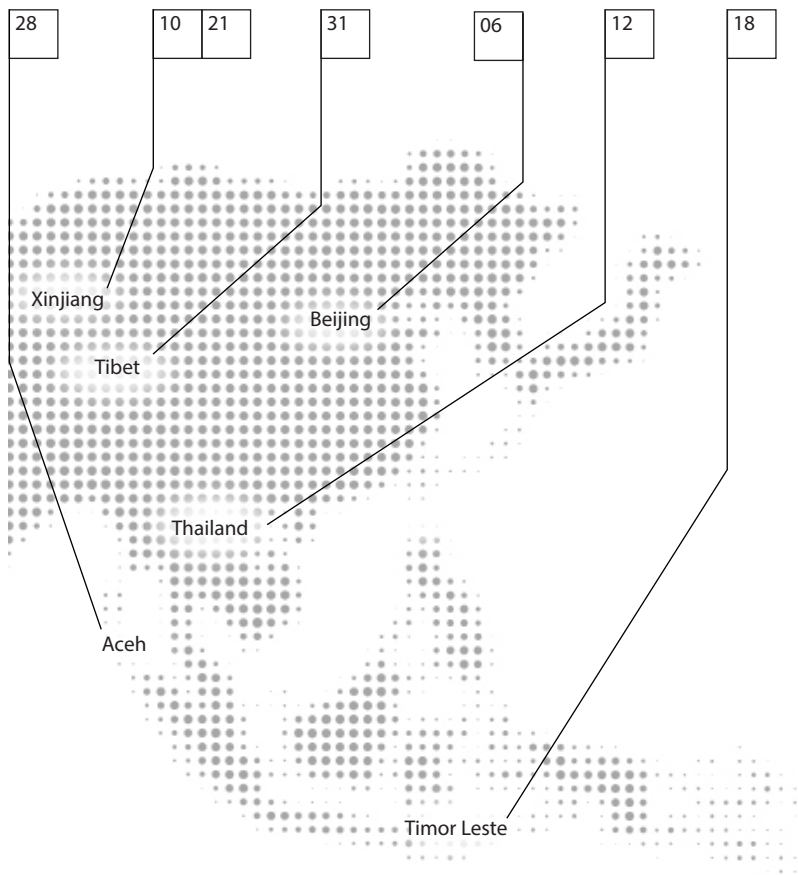 28
10
21
31
06
12
18
Xinjiang
Beijing
Tibet
Thailand
Aceh
Timor Leste